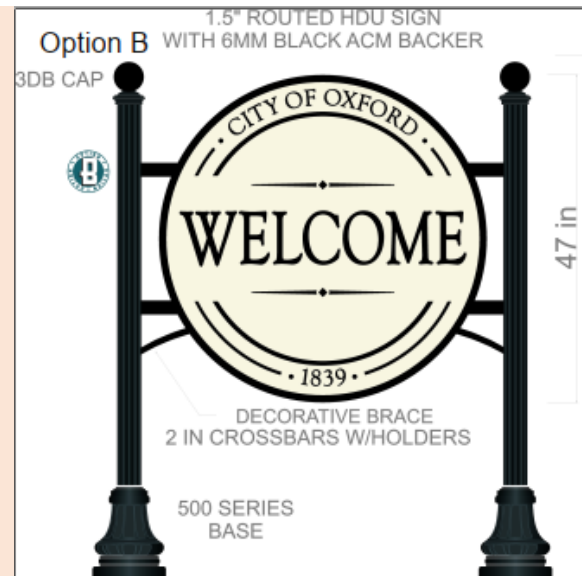 1.5" ROUTED HDU SIGN
WITH 6MM BLACK ACM BACKER
Option B
3DB CAP
· CITY OF OXFORD ·
B
WELCOME
47 in
· 1839 ·
DECORATIVE BRACE
2 IN CROSSBARS W/HOLDERS
500 SERIES
BASE